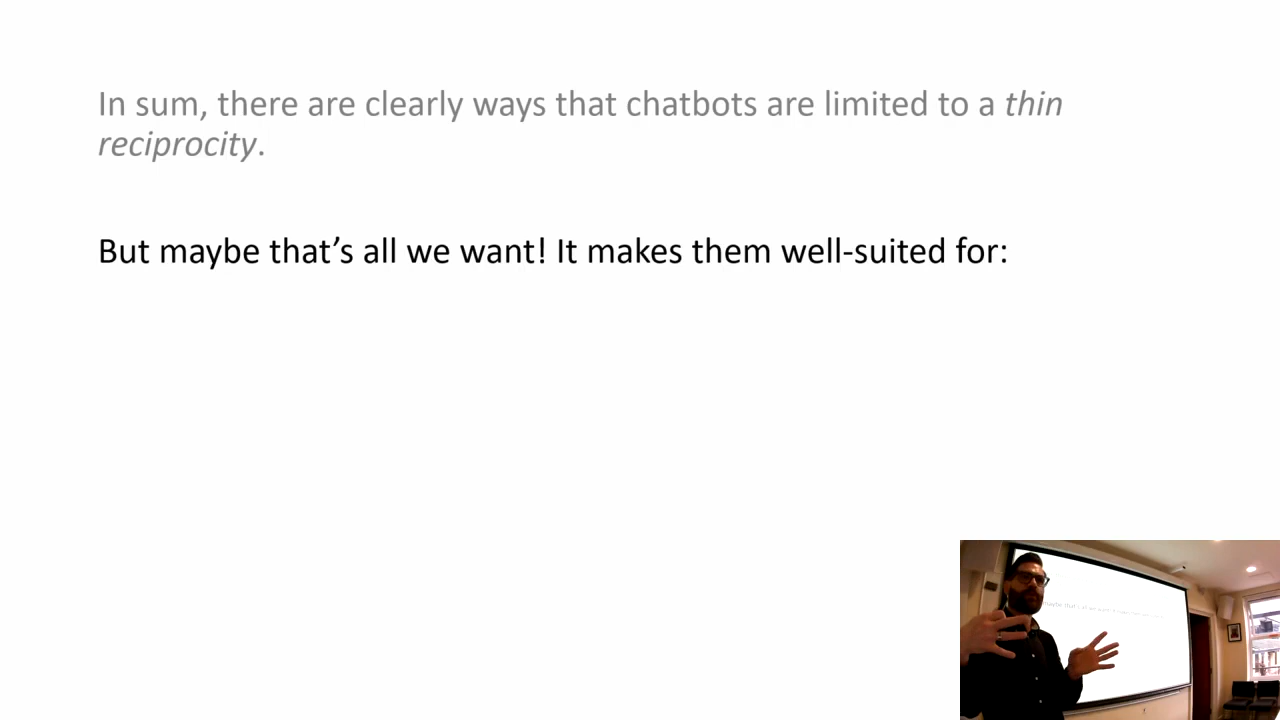 In sum, there are clearly ways that chatbots are limited to a thin
reciprocity.
But maybe that’s all we want! It makes them well-suited for: